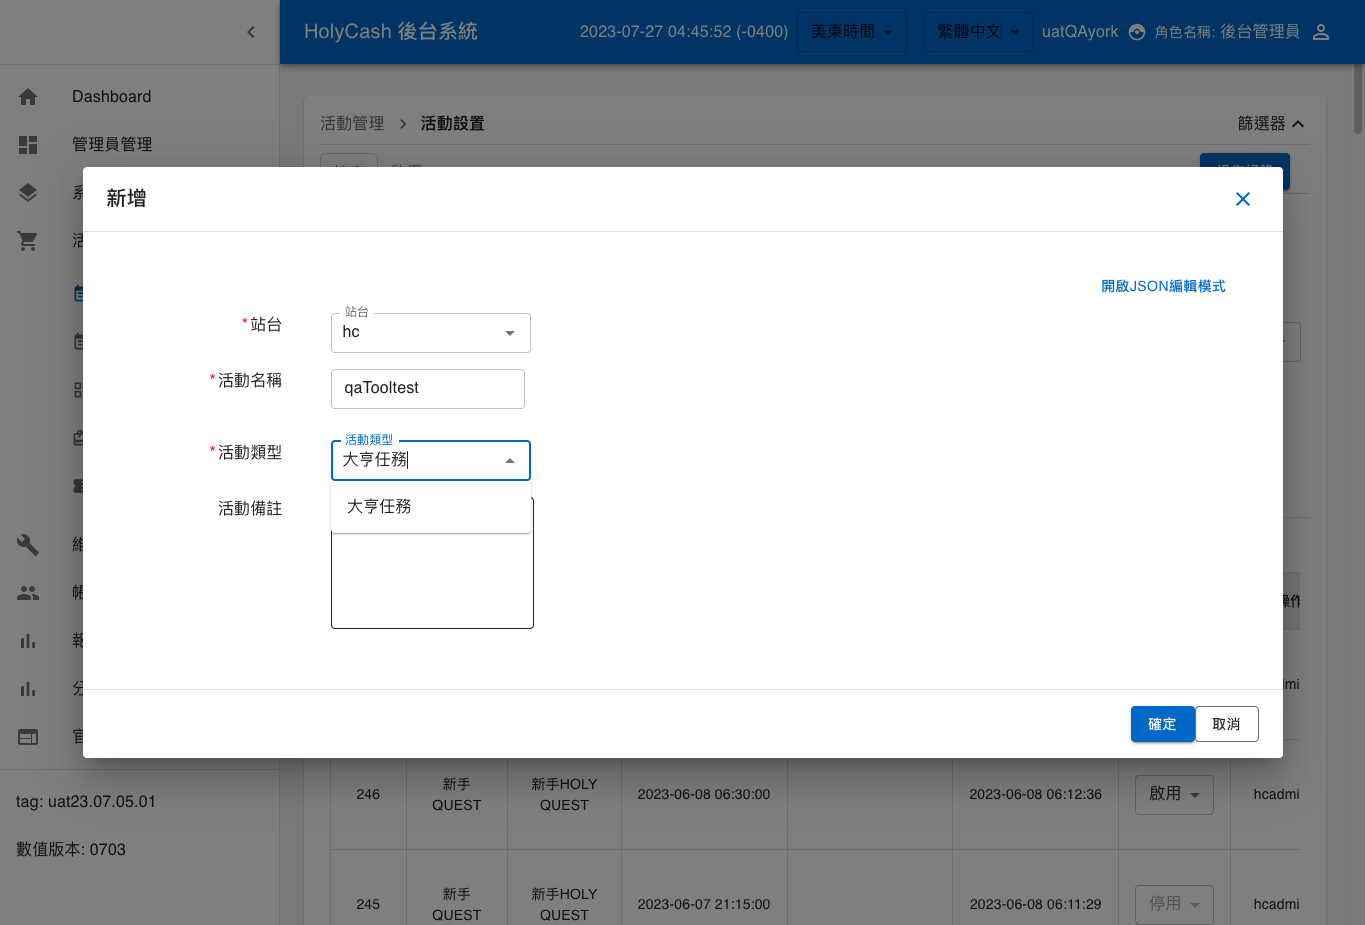 HolyCash 後台系統
2023-07-27 04:45:52 (-0400)
美東時間
繁體中文
uatQAyork
角色名稱: 後台管理員
Dashboard
管理員管理
活動管理
活動設置
篩選器
新增
開啟JSON編輯模式
*站台
站台
hc
*活動名稱
qaTooltest
*活動類型
活動類型
大亨任務
大亨任務
活動備註
確定
取消
246
新手
QUEST
新手HOLY
QUEST
2023-06-08 06:30:00
2023-06-08 06:12:36
啟用
hcadmi
245
新手
QUEST
新手HOLY
QUEST
2023-06-07 21:15:00
2023-06-08 06:11:29
停用
hcadmi
tag: uat23.07.05.01
數值版本: 0703